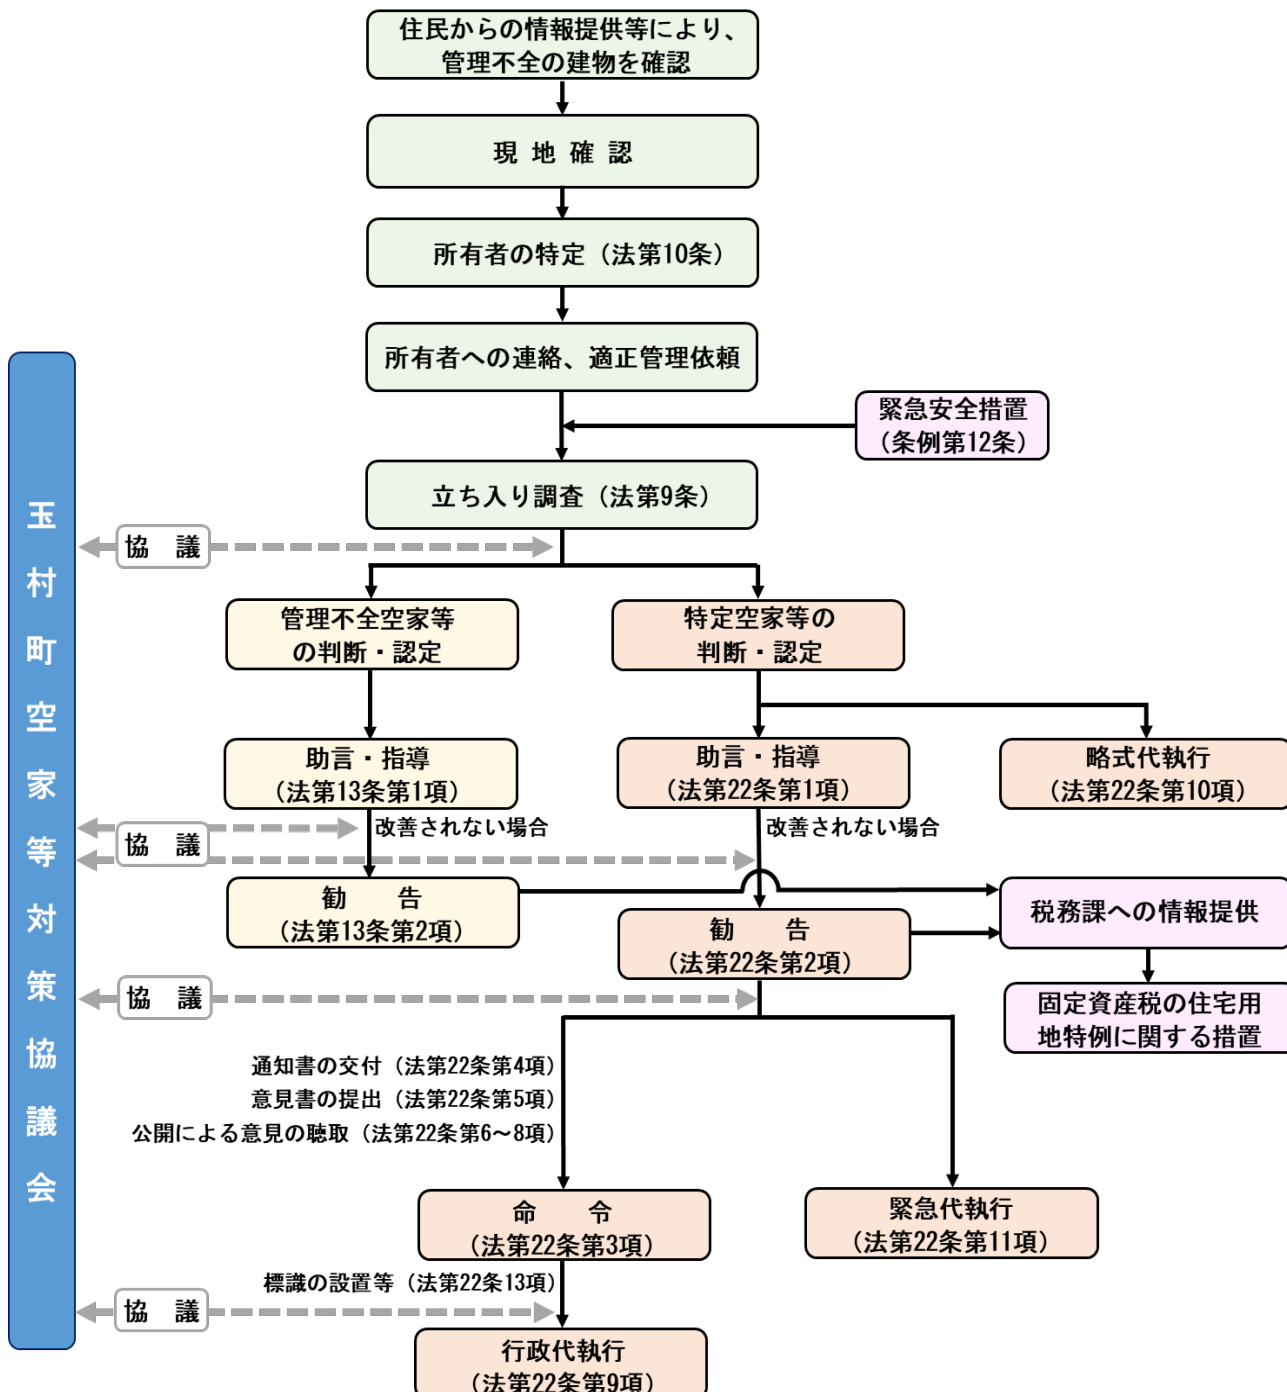 住民からの情報提供等により、
管理不全の建物を確認
現 地 確 認
所有者の特定（法第10条）
所有者への連絡、適正管理依頼
緊急安全措置
（条例第12条）
立ち入り調査（法第9条）
玉村町空家等対策協議会
協 議
管理不全空家等
の判断・認定
特定空家等の
判断・認定
助言・指導
（法第13条第1項）
助言・指導
（法第22条第1項）
略式代執行
（法第22条第10項）
協 議
改善されない場合
改善されない場合
勧 告
（法第13条第2項）
勧 告
（法第22条第2項）
税務課への情報提供
協 議
固定資産税の住宅用
地特例に関する措置
通知書の交付（法第22条第4項）
意見書の提出（法第22条第5項）
公開による意見の聴取（法第22条第6～8項）
命 令
（法第22条第3項）
緊急代執行
（法第22条第11項）
標識の設置等（法第22条13項）
協 議
行政代執行
（法第22条第9項）